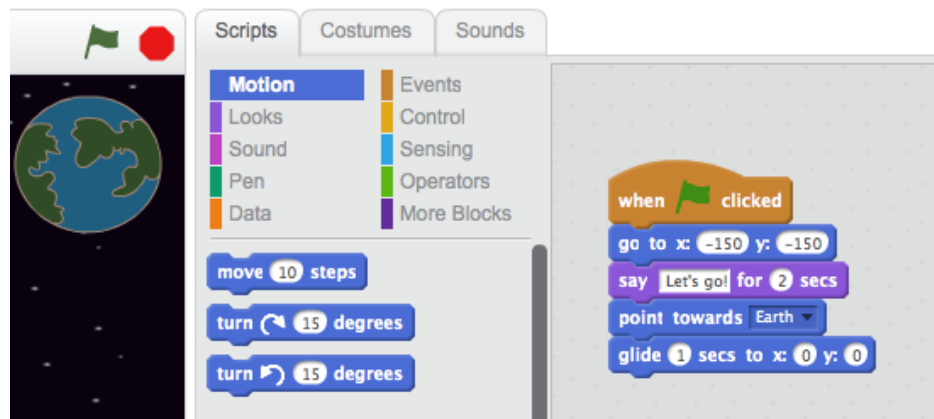 Scripts Costumes Sounds
Motion Events
Looks Control
Sound Sensing
Pen Operators
Data More Blocks
move 10 steps
turn 15 degrees
turn 15 degrees
when clicked
go to x: -150 y: -150
say Let's go! for 2 secs
point towards Earth
glide 1 secs to x: 0 y: 0